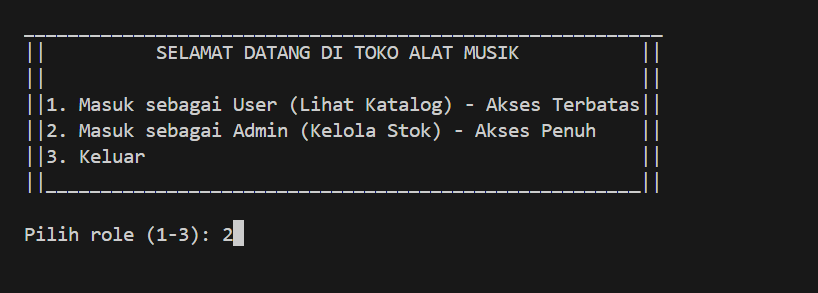 __________________________________________________________
||          SELAMAT DATANG DI TOKO ALAT MUSIK           ||
||                                                      ||
||1. Masuk sebagai User (Lihat Katalog) - Akses Terbatas||
||2. Masuk sebagai Admin (Kelola Stok) - Akses Penuh    ||
||3. Keluar                                             ||
||______________________________________________________||
Pilih role (1-3): 2